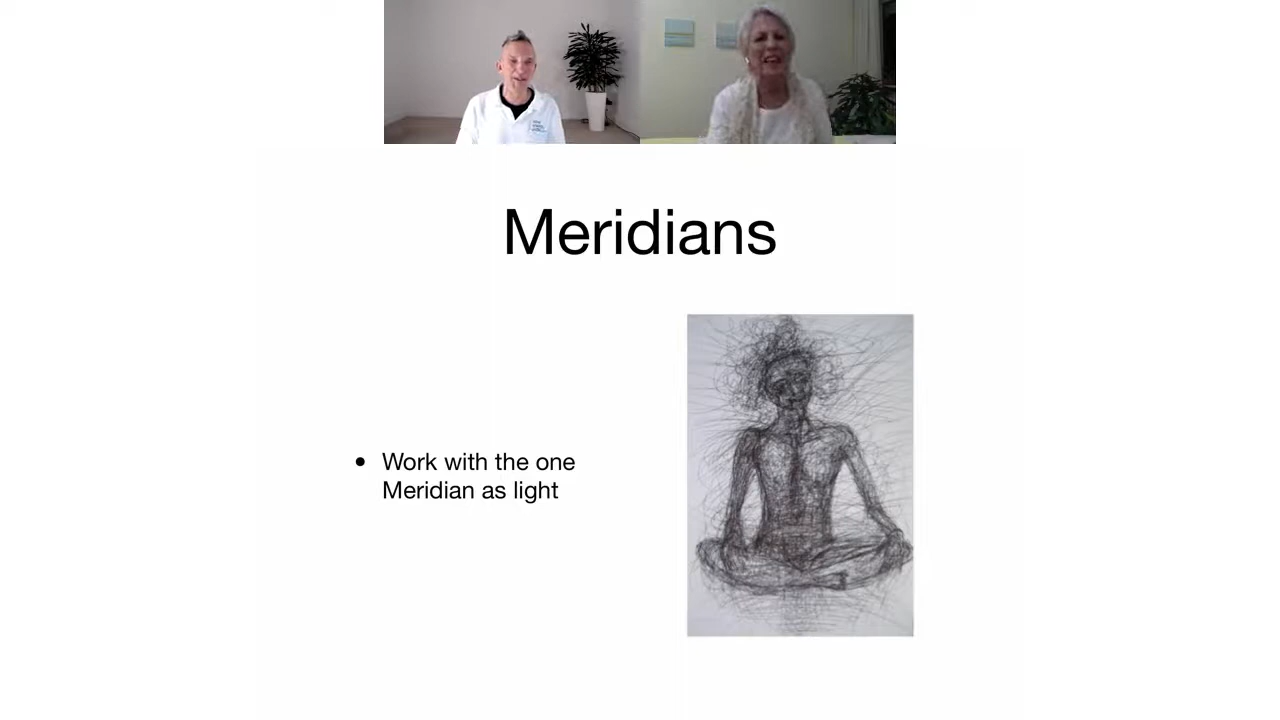 Meridians
• Work with the one
Meridian as light